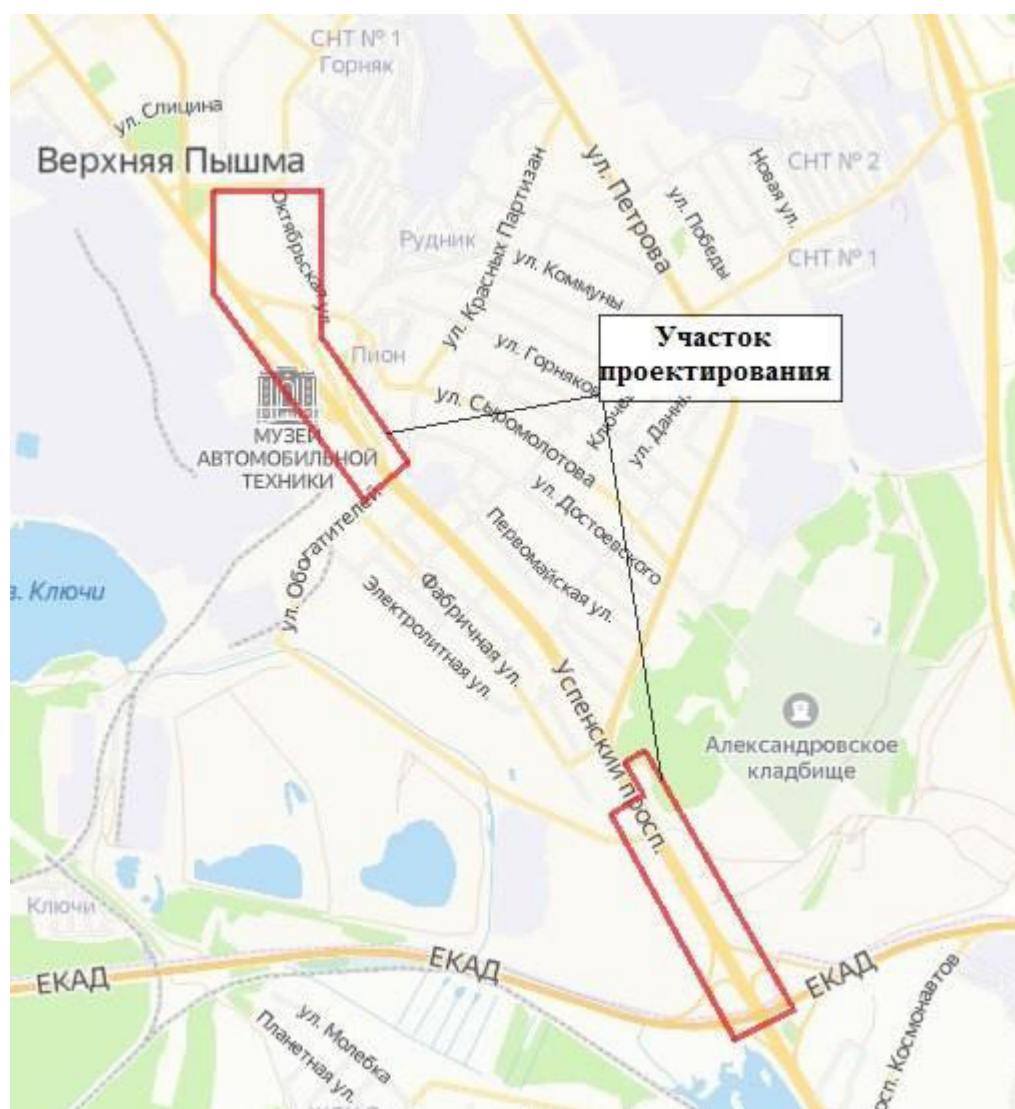 СНТ № 1
Горняк
ул. Слицина
Верхняя Пышма
Октябрьская ул.
Рудник
ул. Красных Партизан
ул. Петрова
ул. Победы
Новая ул.
СНТ № 2
СНТ № 1
ул. Коммуны
Пион
ул. Горняков
Участок
проектирования
ул. Сыромолотова
МУЗЕЙ
АВТОМОБИЛЬНОЙ
ТЕХНИКИ
ул. Достоевского
Первомайская ул.
ул. Обогатителей
Ключи
Фабричная ул.
Электролитная ул.
Успенский просп.
Александровское
кладбище
Ключи
ЕКАД
ЕКАД
ЕКАД
ул. Молебка
Планетная ул.
просп. Космонавтов